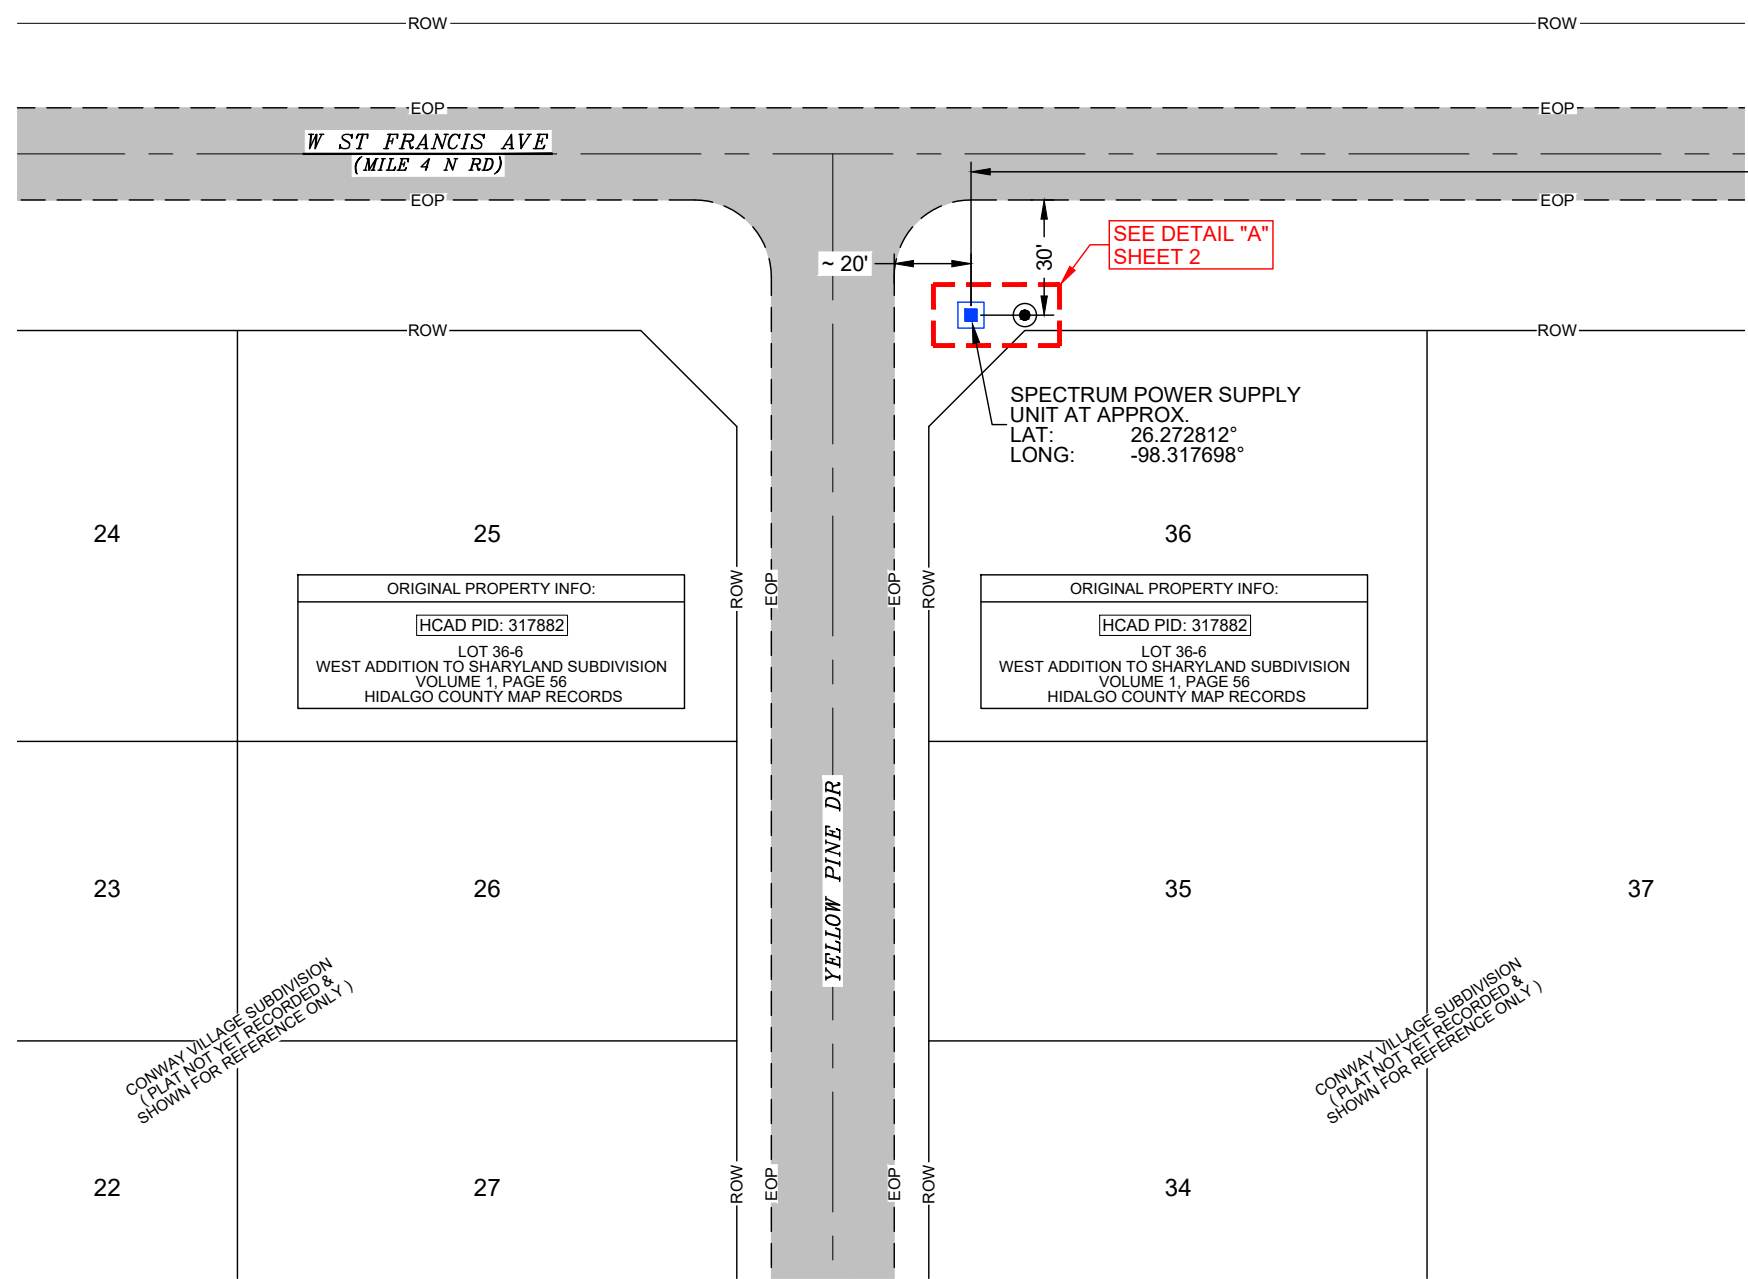 ROW
ROW
EOP
EOP
W ST FRANCIS AVE
(MILE 4 N RD)
EOP
EOP
SEE DETAIL "A"
SHEET 2
~ 20'
30'
ROW
ROW
SPECTRUM POWER SUPPLY
UNIT AT APPROX.
LAT: 26.272812°
LONG: -98.317698°
24
25
36
ORIGINAL PROPERTY INFO:
HCAD PID: 317882
LOT 36-6
WEST ADDITION TO SHARYLAND SUBDIVISION
VOLUME 1, PAGE 56
HIDALGO COUNTY MAP RECORDS
ROW
EOP
EOP
ROW
ORIGINAL PROPERTY INFO:
HCAD PID: 317882
LOT 36-6
WEST ADDITION TO SHARYLAND SUBDIVISION
VOLUME 1, PAGE 56
HIDALGO COUNTY MAP RECORDS
YELLOW PINE DR
23
26
35
37
CONWAY VILLAGE SUBDIVISION
( PLAT NOT YET RECORDED &
SHOWN FOR REFERENCE ONLY )
CONWAY VILLAGE SUBDIVISION
( PLAT NOT YET RECORDED &
SHOWN FOR REFERENCE ONLY )
22
27
ROW
EOP
EOP
ROW
34